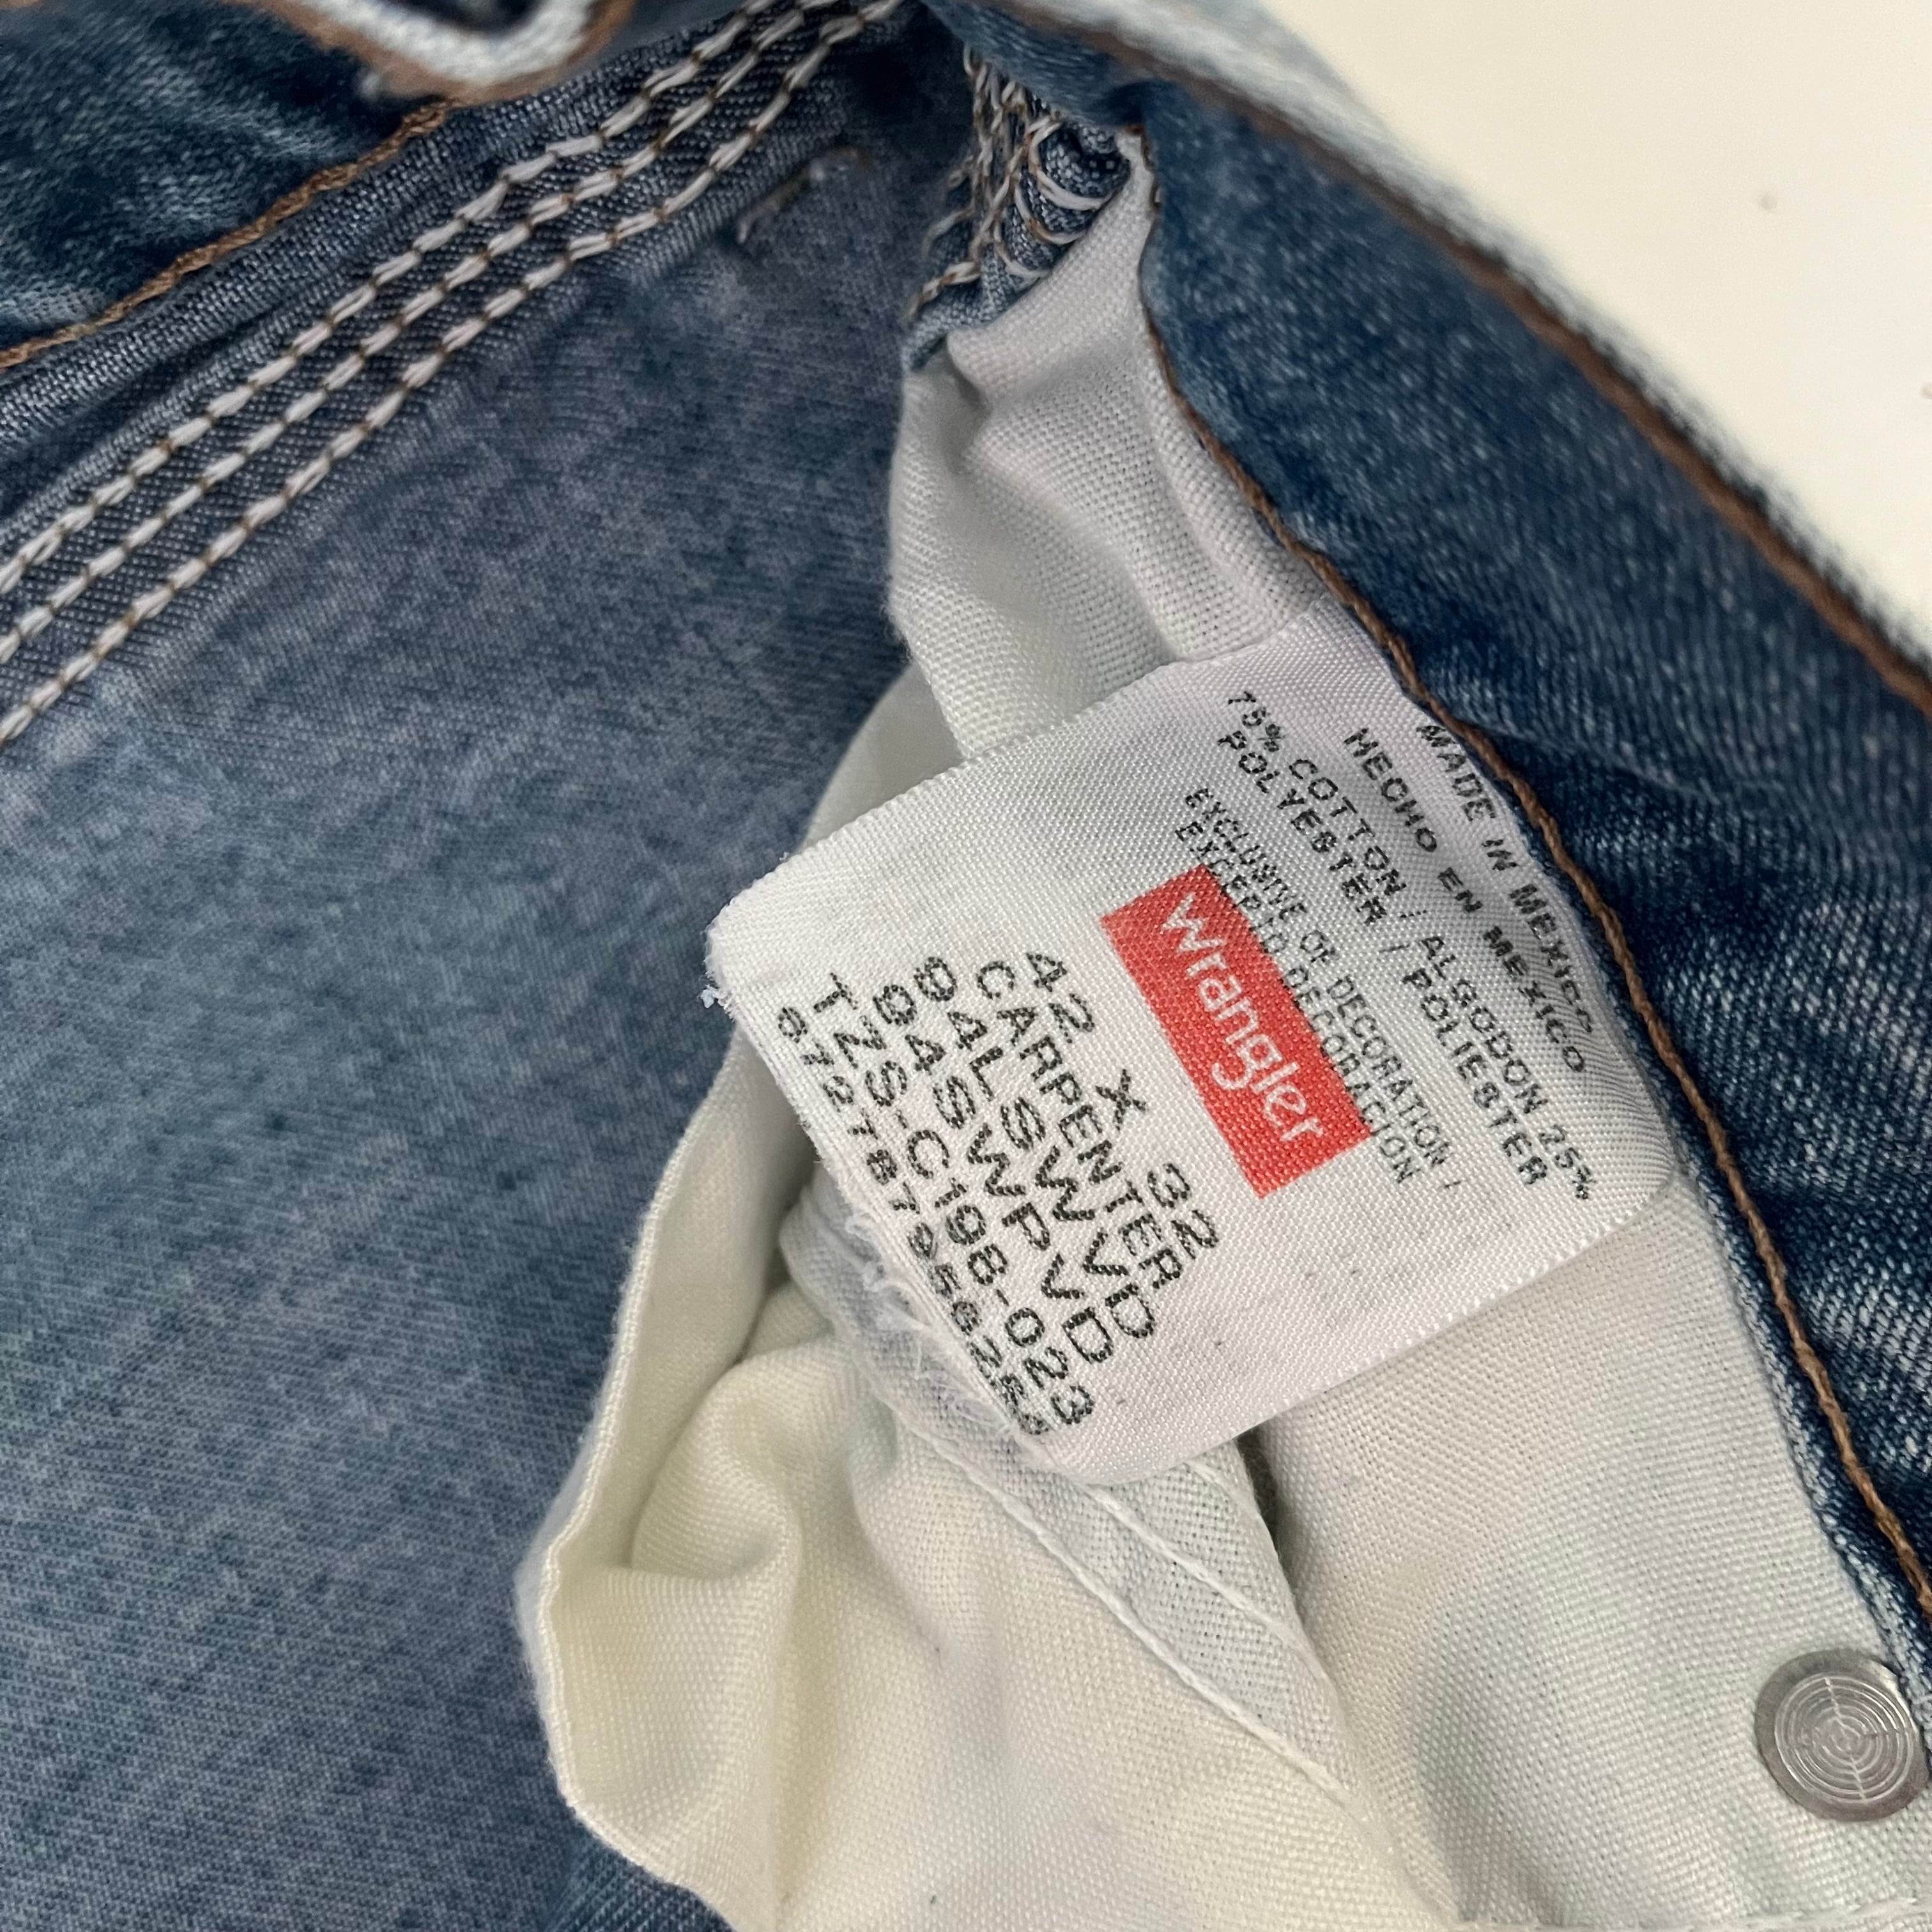 MADE IN MEXICO
HECHO EN MEXICO
75% COTTON / ALGODON 25%
POLYESTER / POLIESTER
EXCLUSIVE OF DECORATION /
EXCEPTO DECORACION
Wrangler
42 X 32
CARPENTER
94LSWVD
94SWPVD
TZS-C198-023